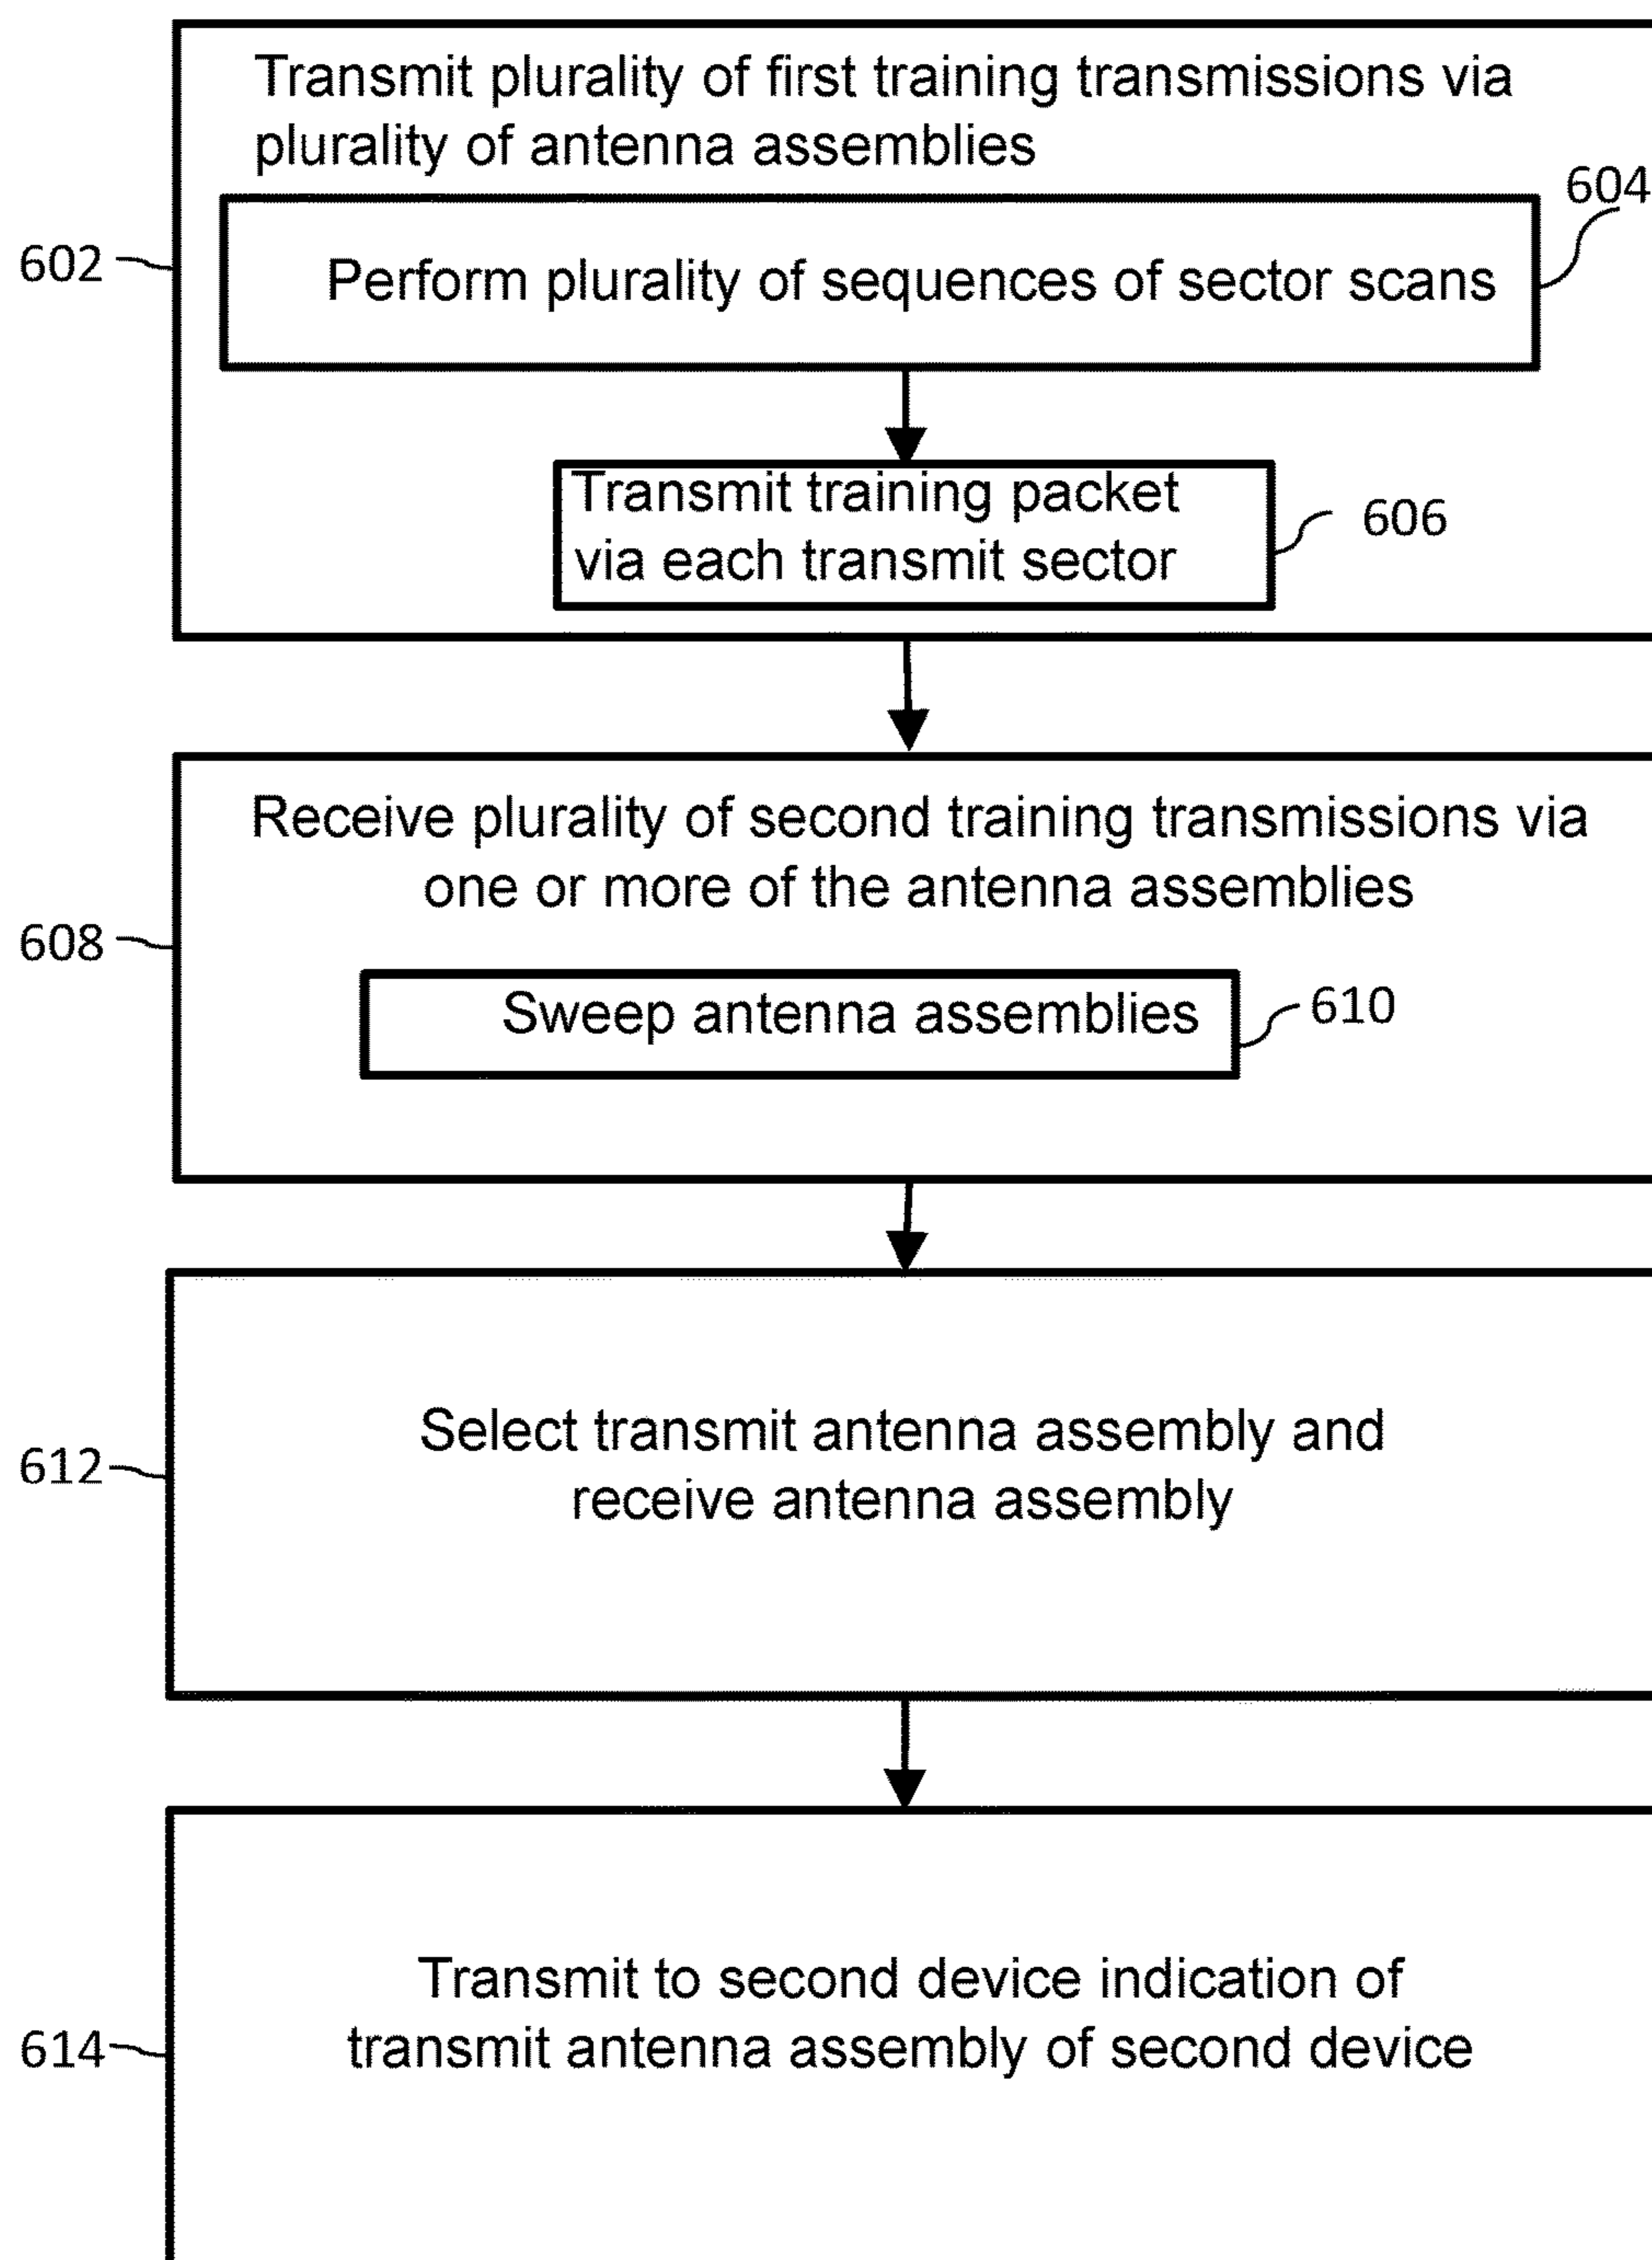 Transmit plurality of first training transmissions via
plurality of antenna assemblies
604
602
Perform plurality of sequences of sector scans
Transmit training packet
via each transmit sector
606
Receive plurality of second training transmissions via
one or more of the antenna assemblies
608
Sweep antenna assemblies
610
Select transmit antenna assembly and
receive antenna assembly
612
Transmit to second device indication of
transmit antenna assembly of second device
614